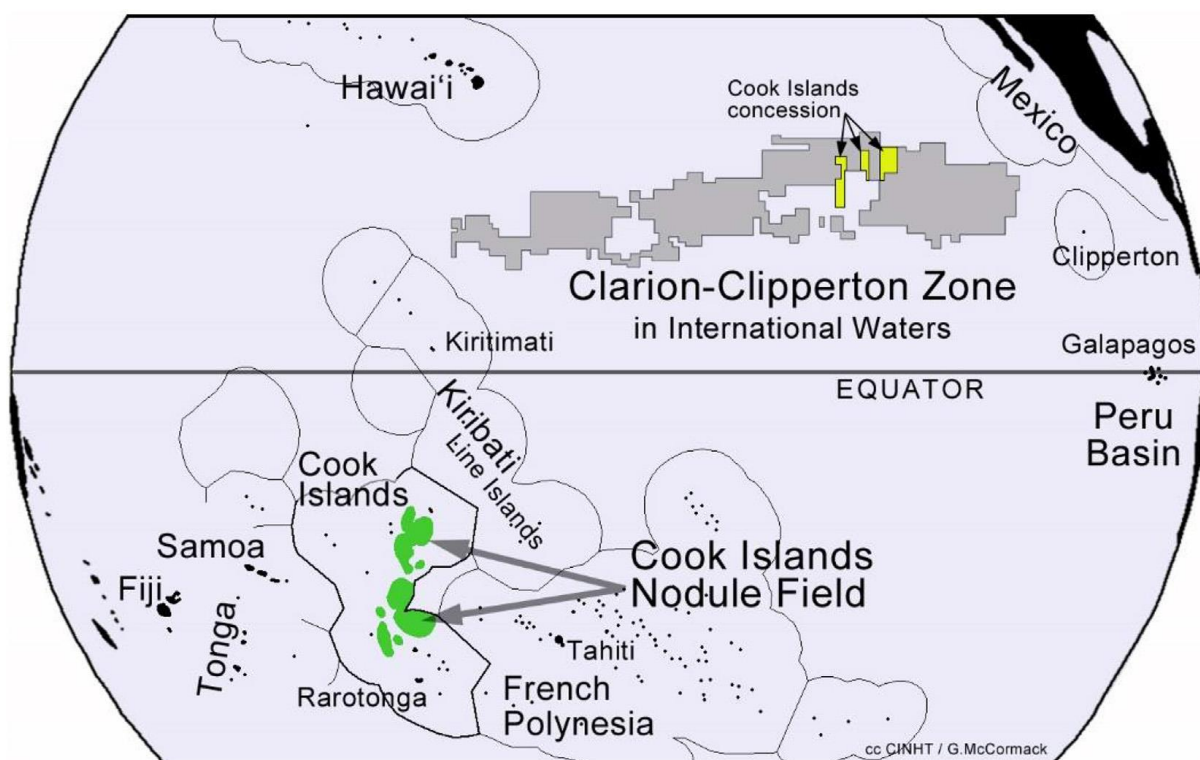 Hawai‘i
Cook Islands
concession
Mexico
Clipperton
Clarion-Clipperton Zone
in International Waters
Kiritimati
Galapagos
EQUATOR
Peru
Basin
Kiribati
Line Islands
Cook
Islands
Samoa
Fiji
Tonga
Cook Islands
Nodule Field
Tahiti
Rarotonga
French
Polynesia
cc CINHT / G.McCormack